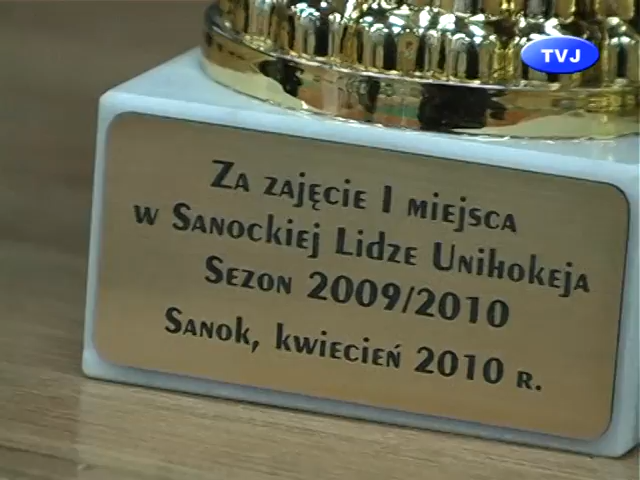 TVJ
Za zajęcie I miejsca
w Sanockiej Lidze Unihokeja
Sezon 2009/2010
Sanok, kwiecień 2010 r.